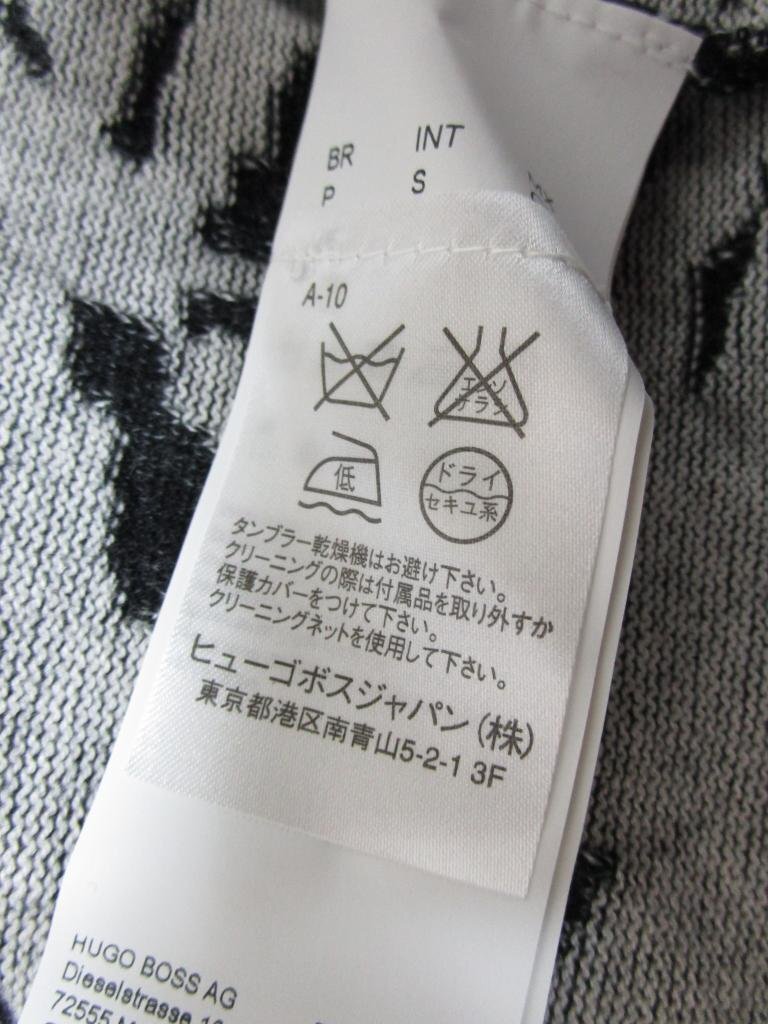 BR INT
P S
A-10
エンソ
サラシ
低
ドライ
セキユ系
タンブラー乾燥機はお避け下さい。
クリーニングの際は付属品を取り外すか
保護カバーをつけて下さい。
クリーニングネットを使用して下さい。
ヒューゴボスジャパン(株)
東京都港区南青山5-2-1 3F
HUGO BOSS AG
Dieselstrasse
72555